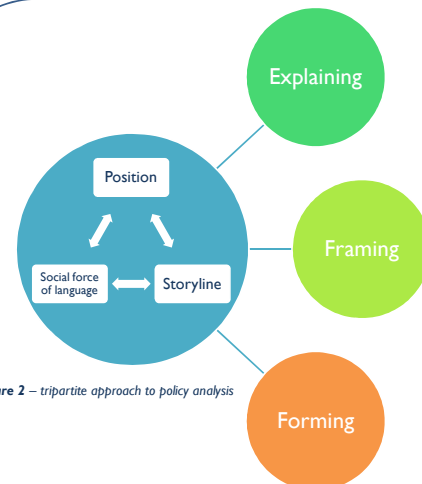 Explaining
Position
Framing
Social force
of language
Storyline
re 2 – tripartite approach to policy analysis
Forming